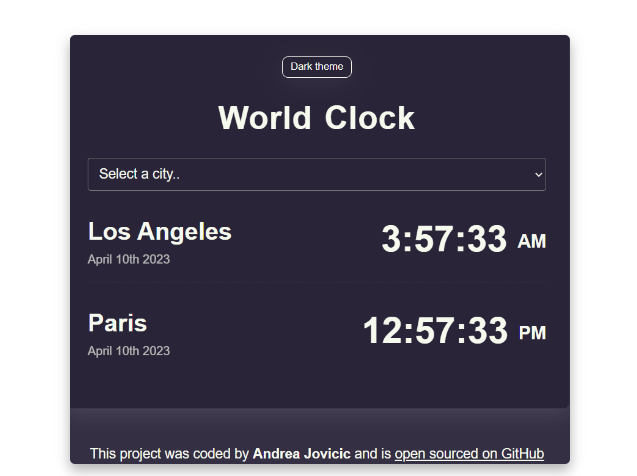 Dark theme
World Clock
Select a city..
Los Angeles
3:57:33 AM
April 10th 2023
Paris
12:57:33 PM
April 10th 2023
This project was coded by Andrea Jovicic and is open sourced on GitHub